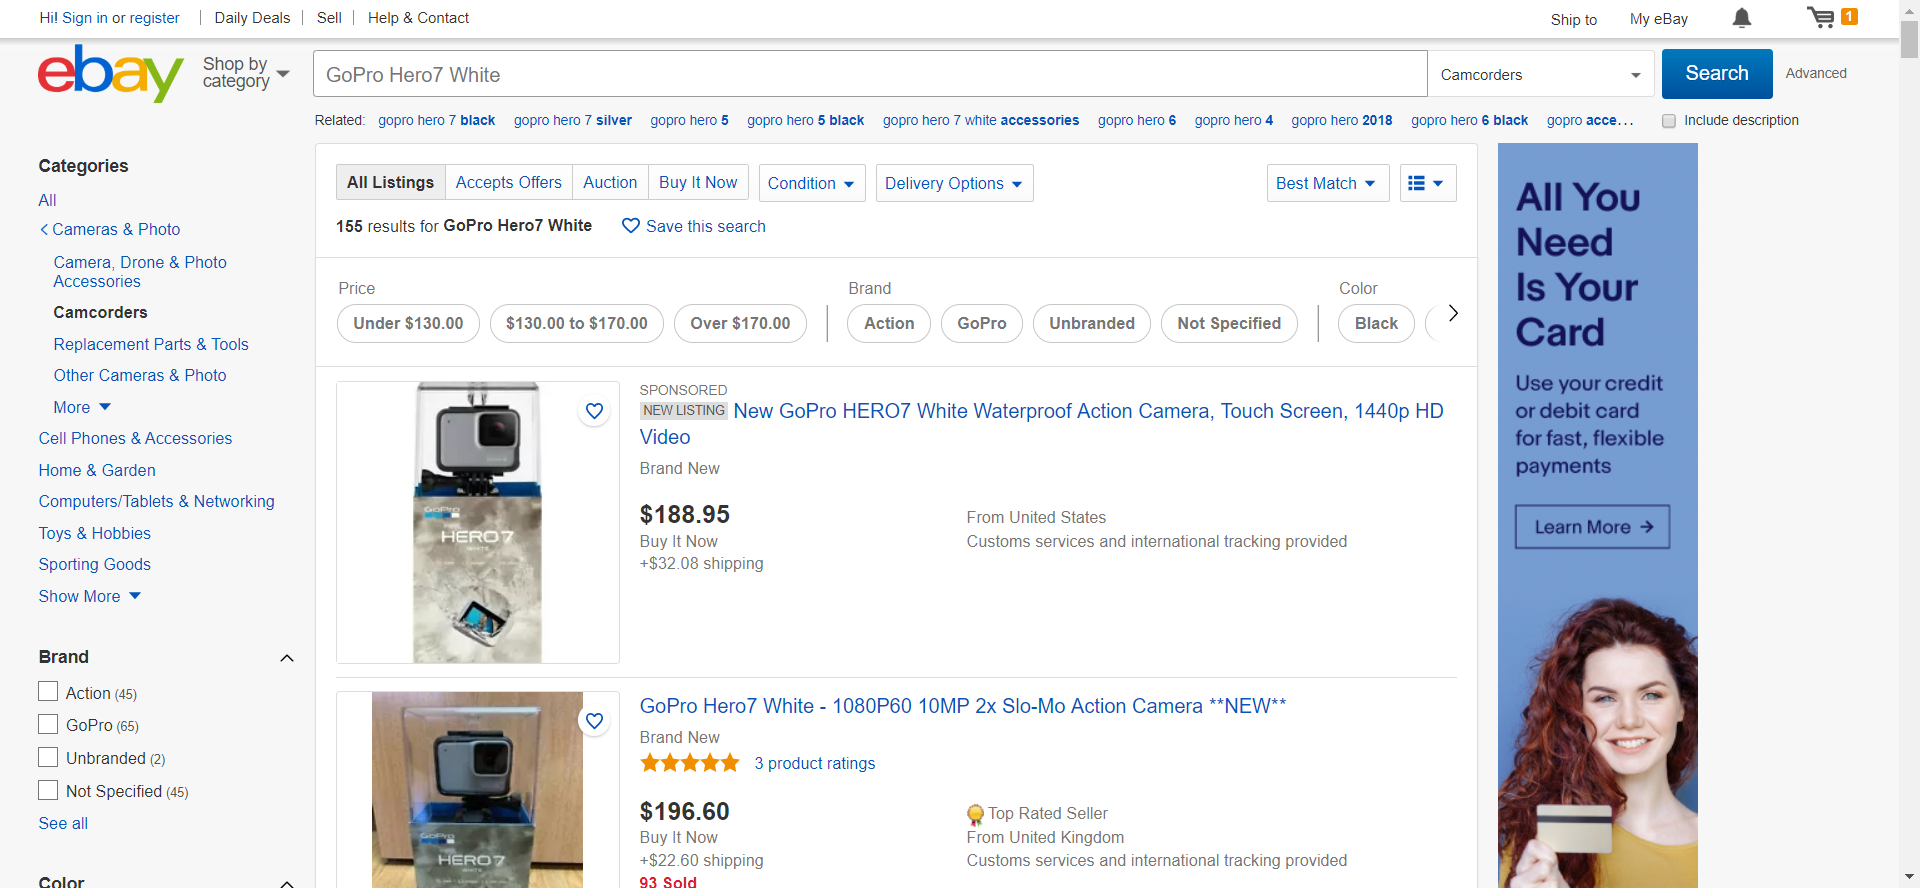 Hi! Sign in or register
Daily Deals
Sell
Help & Contact
Ship to
My eBay
1
ebay
Shop by category
GoPro Hero7 White
Camcorders
Search
Advanced
Related: gopro hero 7 black gopro hero 7 silver gopro hero 5 gopro hero 5 black gopro hero 7 white accessories gopro hero 6 gopro hero 4 gopro hero 2018 gopro hero 6 black gopro acce...
Include description
Categories
All
Cameras & Photo
Camera, Drone & Photo
Accessories
Camcorders
Replacement Parts & Tools
Other Cameras & Photo
More
Cell Phones & Accessories
Home & Garden
Computers/Tablets & Networking
Toys & Hobbies
Sporting Goods
Show More
Brand
Action (45)
GoPro (65)
Unbranded (2)
Not Specified (45)
See all
Color
All Listings
Accepts Offers
Auction
Buy It Now
Condition
Delivery Options
Best Match
155 results for GoPro Hero7 White
Save this search
Price
Under $130.00
$130.00 to $170.00
Over $170.00
Brand
Action
GoPro
Unbranded
Not Specified
Color
Black
GoPro
HERO7
WHITE
SPONSORED
NEW LISTING New GoPro HERO7 White Waterproof Action Camera, Touch Screen, 1440p HD
Video
Brand New
$188.95
Buy It Now
+$32.08 shipping
From United States
Customs services and international tracking provided
GoPro
HERO7
GoPro Hero7 White - 1080P60 10MP 2x Slo-Mo Action Camera **NEW**
Brand New
3 product ratings
$196.60
Buy It Now
+$22.60 shipping
93 Sold
Top Rated Seller
From United Kingdom
Customs services and international tracking provided
All You
Need
Is Your
Card
Use your credit
or debit card
for fast, flexible
payments
Learn More →